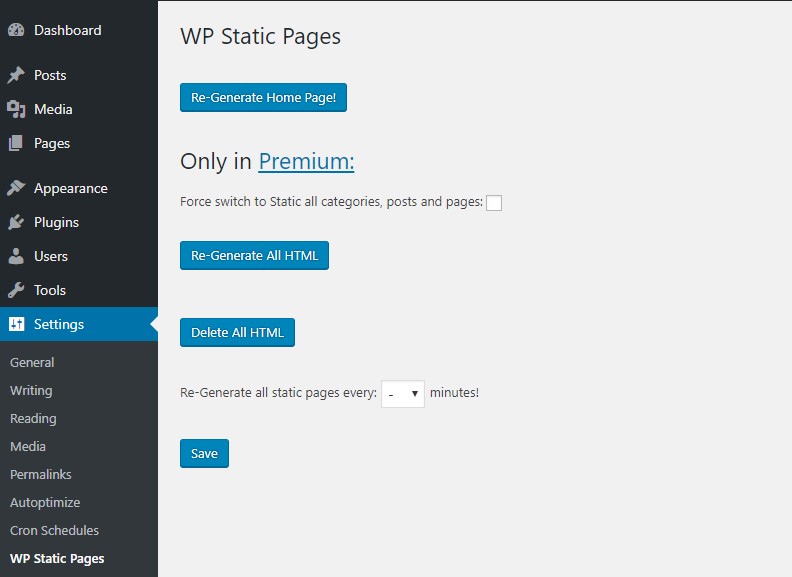 Dashboard
Posts
Media
Pages
Appearance
Plugins
Users
Tools
Settings
General
Writing
Reading
Media
Permalinks
Autoptimize
Cron Schedules
WP Static Pages
WP Static Pages
Re-Generate Home Page!
Only in Premium:
Force switch to Static all categories, posts and pages:
Re-Generate All HTML
Delete All HTML
Re-Generate all static pages every: - minutes!
Save